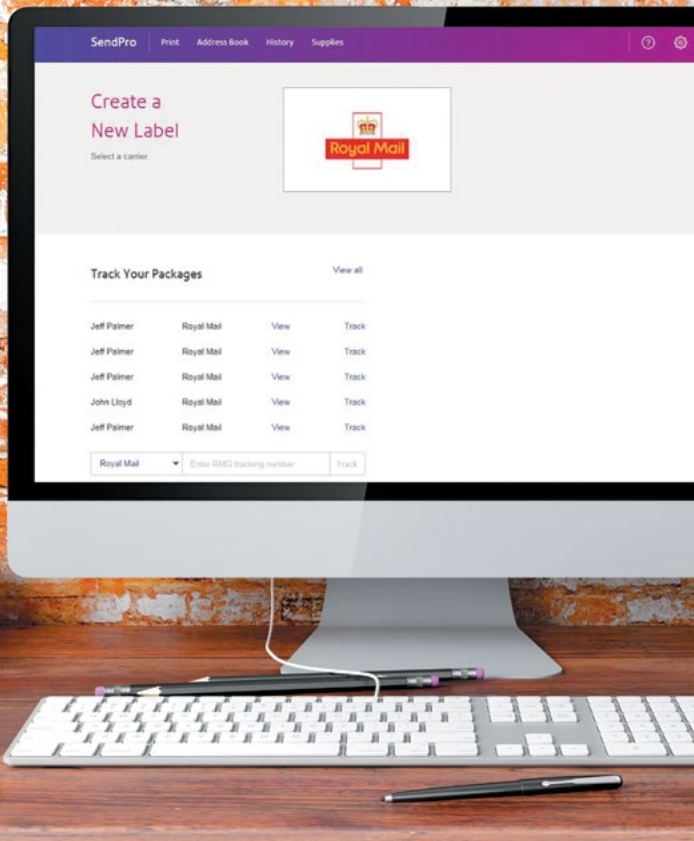 SendPro Print Address Book History Supplies ?
Create a
New Label
Select a carrier
Royal Mail
Track Your Packages View all
Jeff Palmer Royal Mail View Track
Jeff Palmer Royal Mail View Track
Jeff Palmer Royal Mail View Track
John Lloyd Royal Mail View Track
Jeff Palmer Royal Mail View Track
Royal Mail Enter RMG tracking number Track